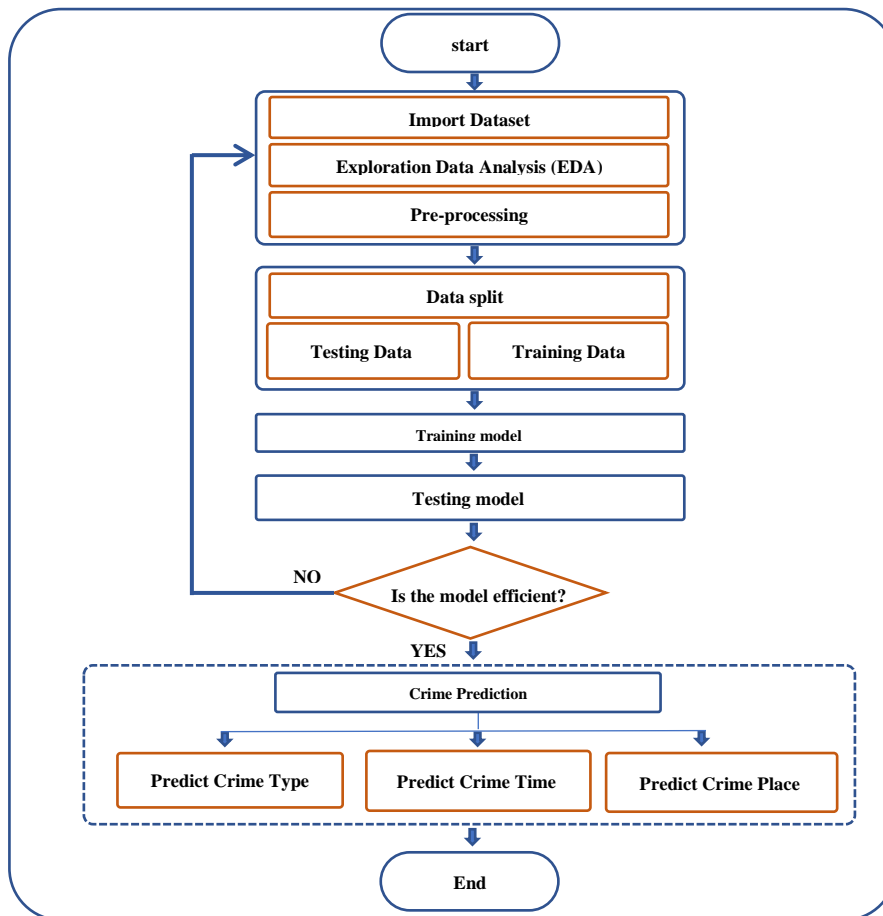 start
Import Dataset
Exploration Data Analysis (EDA)
Pre-processing
Data split
Testing Data
Training Data
Training model
Testing model
NO
Is the model efficient?
YES
Crime Prediction
Predict Crime Type
Predict Crime Time
Predict Crime Place
End